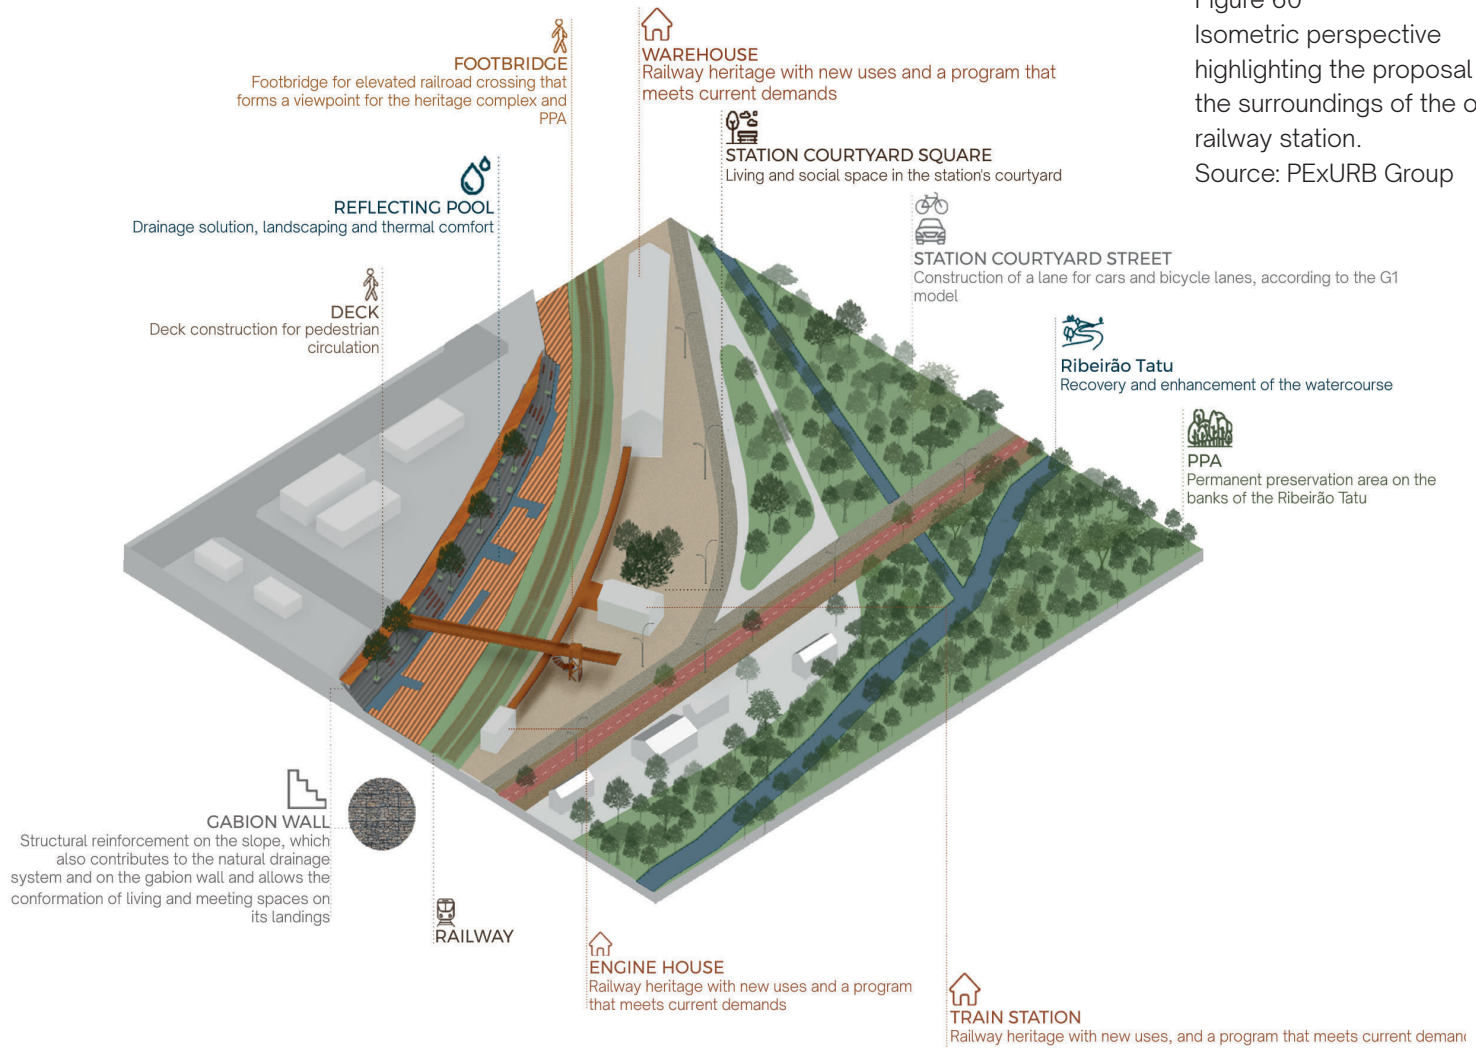 Figure 60
Isometric perspective
highlighting the proposal
the surroundings of the o
railway station.
Source: PExURB Group
FOOTBRIDGE
Footbridge for elevated railroad crossing that
forms a viewpoint for the heritage complex and
PPA
WAREHOUSE
Railway heritage with new uses and a program that
meets current demands
STATION COURTYARD SQUARE
Living and social space in the station's courtyard
REFLECTING POOL
Drainage solution, landscaping and thermal comfort
STATION COURTYARD STREET
Construction of a lane for cars and bicycle lanes, according to the G1
model
DECK
Deck construction for pedestrian
circulation
Ribeirão Tatu
Recovery and enhancement of the watercourse
PPA
Permanent preservation area on the
banks of the Ribeirão Tatu
GABION WALL
Structural reinforcement on the slope, which
also contributes to the natural drainage
system and on the gabion wall and allows the
conformation of living and meeting spaces on
its landings
RAILWAY
ENGINE HOUSE
Railway heritage with new uses and a program
that meets current demands
TRAIN STATION
Railway heritage with new uses, and a program that meets current deman